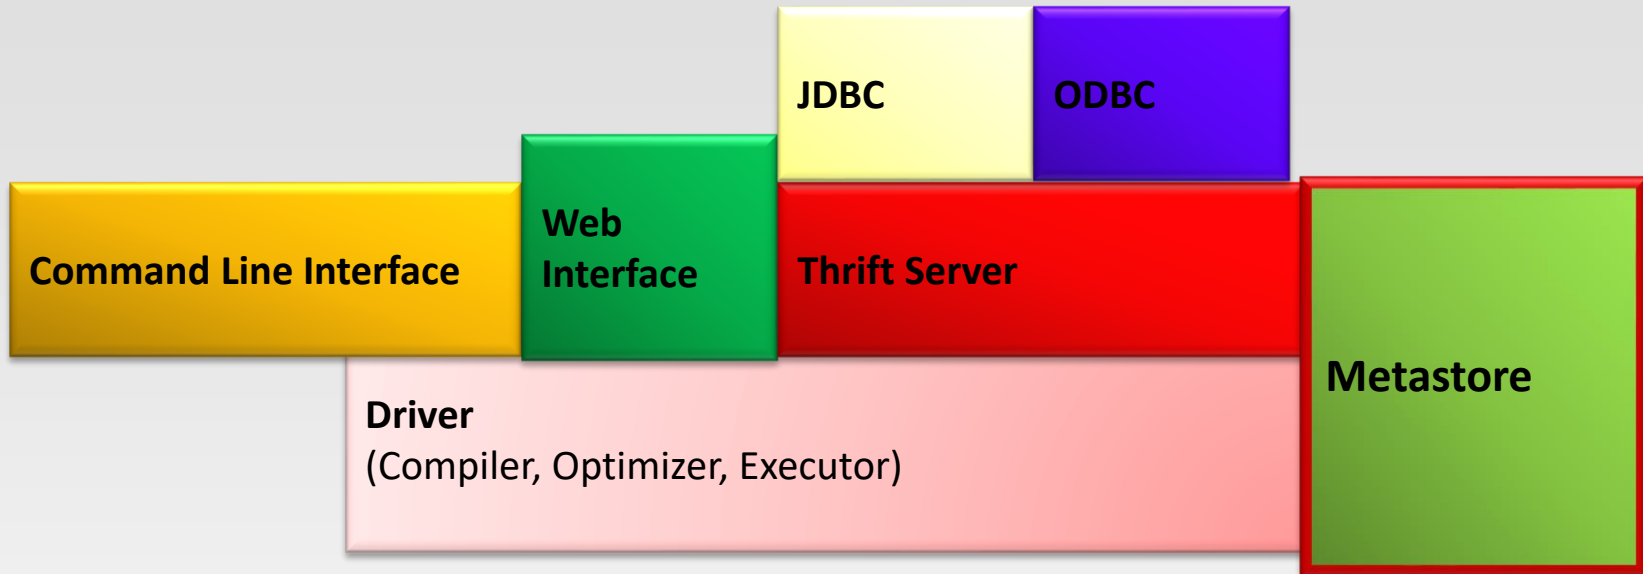 JDBC
ODBC
Command Line Interface
Web
Interface
Thrift Server
Metastore
Driver
(Compiler, Optimizer, Executor)